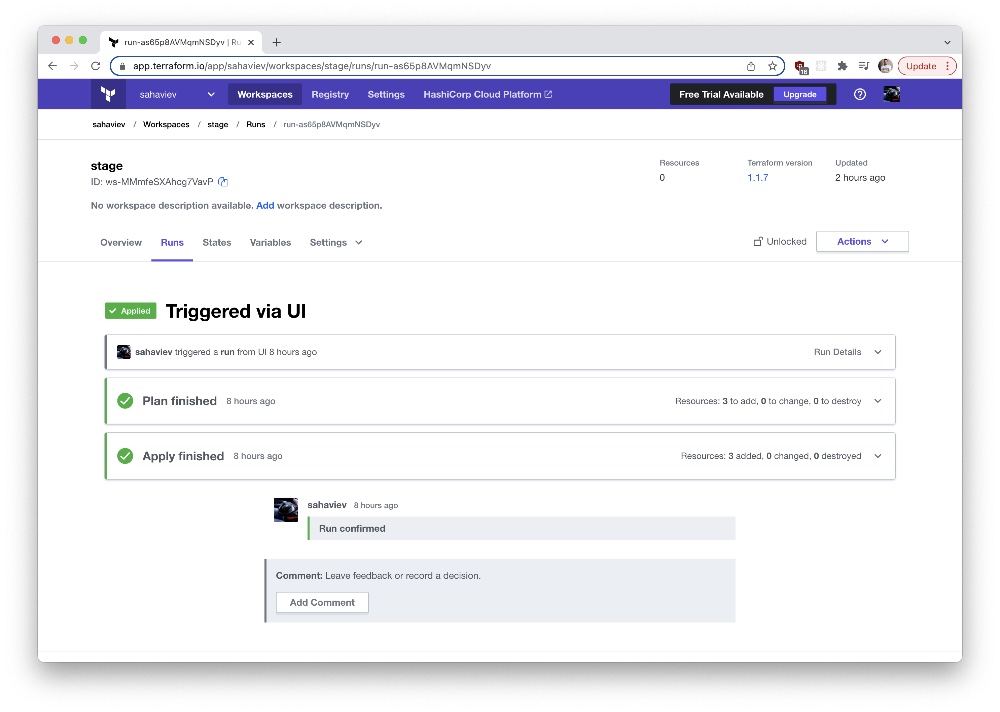 run-as65p8AVMqmNSDyv | Ru
app.terraform.io/app/sahaviev/workspaces/stage/runs/run-as65p8AVMqmNSDyv
18
Update
sahaviev Workspaces Registry Settings HashiCorp Cloud Platform Free Trial Available Upgrade
sahaviev / Workspaces / stage / Runs / run-as65p8AVMqmNSDyv
stage
ID: ws-MMmfeSXAhcg7VavP
Resources
0
Terraform version
1.1.7
Updated
2 hours ago
No workspace description available. Add workspace description.
Overview Runs States Variables Settings Unlocked Actions
Applied Triggered via UI
sahaviev triggered a run from UI 8 hours ago Run Details
Plan finished 8 hours ago Resources: 3 to add, 0 to change, 0 to destroy
Apply finished 8 hours ago Resources: 3 added, 0 changed, 0 destroyed
sahaviev 8 hours ago
Run confirmed
Comment: Leave feedback or record a decision.
Add Comment